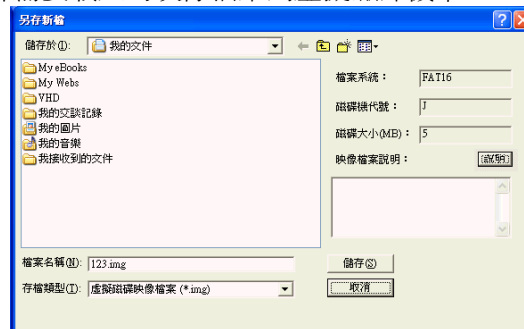 另存新檔
儲存於(I): 我的文件
My eBooks
My Webs
VHD
我的交談記錄
我的圖片
我的音樂
我接收到的文件
檔案系統： FAT16
磁碟機代號： J
磁碟大小(MB)： 5
映像檔案說明： 說明
檔案名稱(N): 123.img 儲存(S)
存檔類型(T): 虛擬磁碟映像檔案 (*.img) 取消